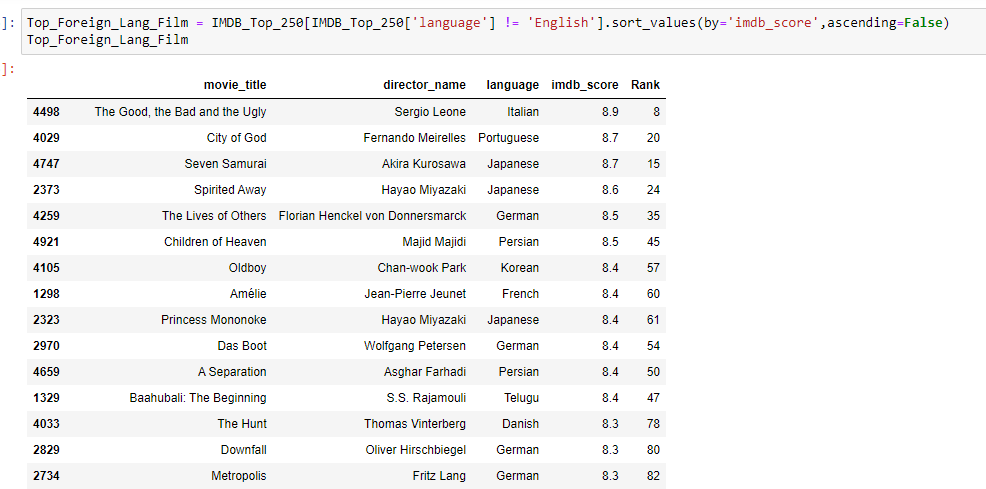 ]: Top_Foreign_Lang_Film = IMDB_Top_250[IMDB_Top_250['language'] != 'English'].sort_values(by='imdb_score',ascending=False)
Top_Foreign_Lang_Film
]:
movie_title director_name language imdb_score Rank
4498 The Good, the Bad and the Ugly Sergio Leone Italian 8.9 8
4029 City of God Fernando Meirelles Portuguese 8.7 20
4747 Seven Samurai Akira Kurosawa Japanese 8.7 15
2373 Spirited Away Hayao Miyazaki Japanese 8.6 24
4259 The Lives of Others Florian Henckel von Donnersmarck German 8.5 35
4921 Children of Heaven Majid Majidi Persian 8.5 45
4105 Oldboy Chan-wook Park Korean 8.4 57
1298 Amélie Jean-Pierre Jeunet French 8.4 60
2323 Princess Mononoke Hayao Miyazaki Japanese 8.4 61
2970 Das Boot Wolfgang Petersen German 8.4 54
4659 A Separation Asghar Farhadi Persian 8.4 50
1329 Baahubali: The Beginning S.S. Rajamouli Telugu 8.4 47
4033 The Hunt Thomas Vinterberg Danish 8.3 78
2829 Downfall Oliver Hirschbiegel German 8.3 80
2734 Metropolis Fritz Lang German 8.3 82